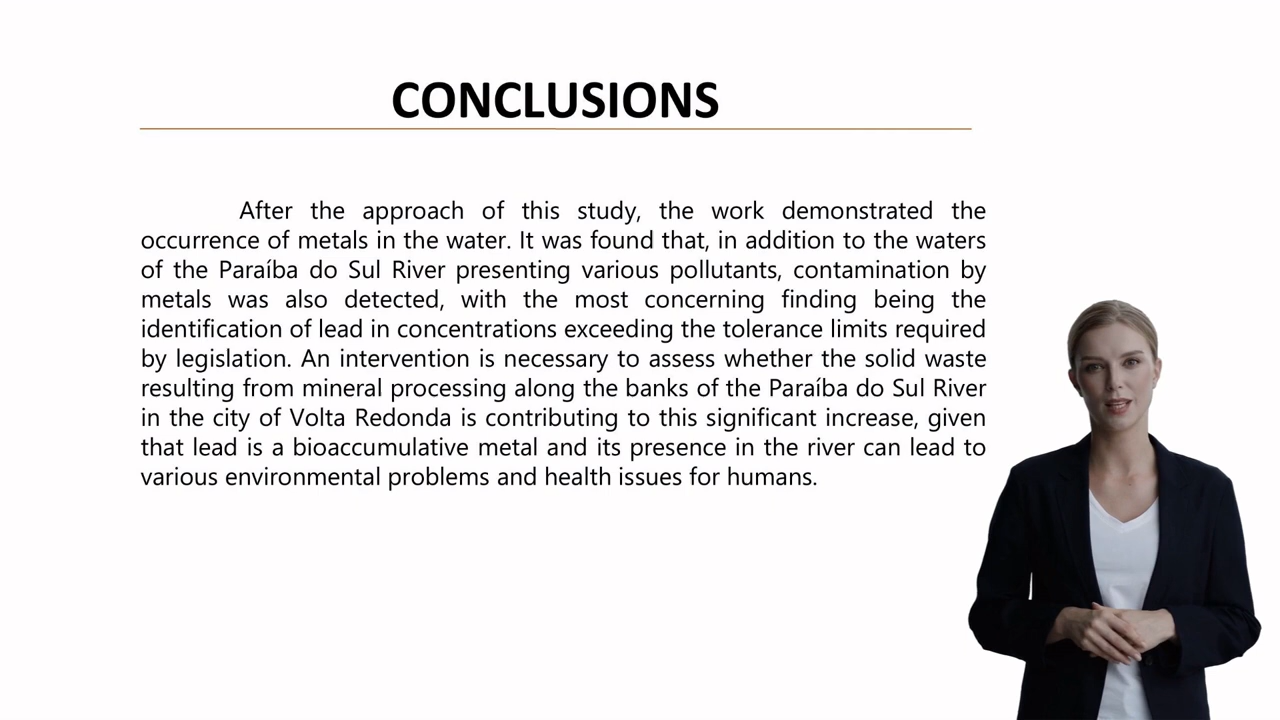 CONCLUSIONS
After the approach of this study, the work demonstrated the
occurrence of metals in the water. It was found that, in addition to the waters
of the Paraíba do Sul River presenting various pollutants, contamination by
metals was also detected, with the most concerning finding being the
identification of lead in concentrations exceeding the tolerance limits required
by legislation. An intervention is necessary to assess whether the solid waste
resulting from mineral processing along the banks of the Paraíba do Sul River
in the city of Volta Redonda is contributing to this significant increase, given
that lead is a bioaccumulative metal and its presence in the river can lead to
various environmental problems and health issues for humans.